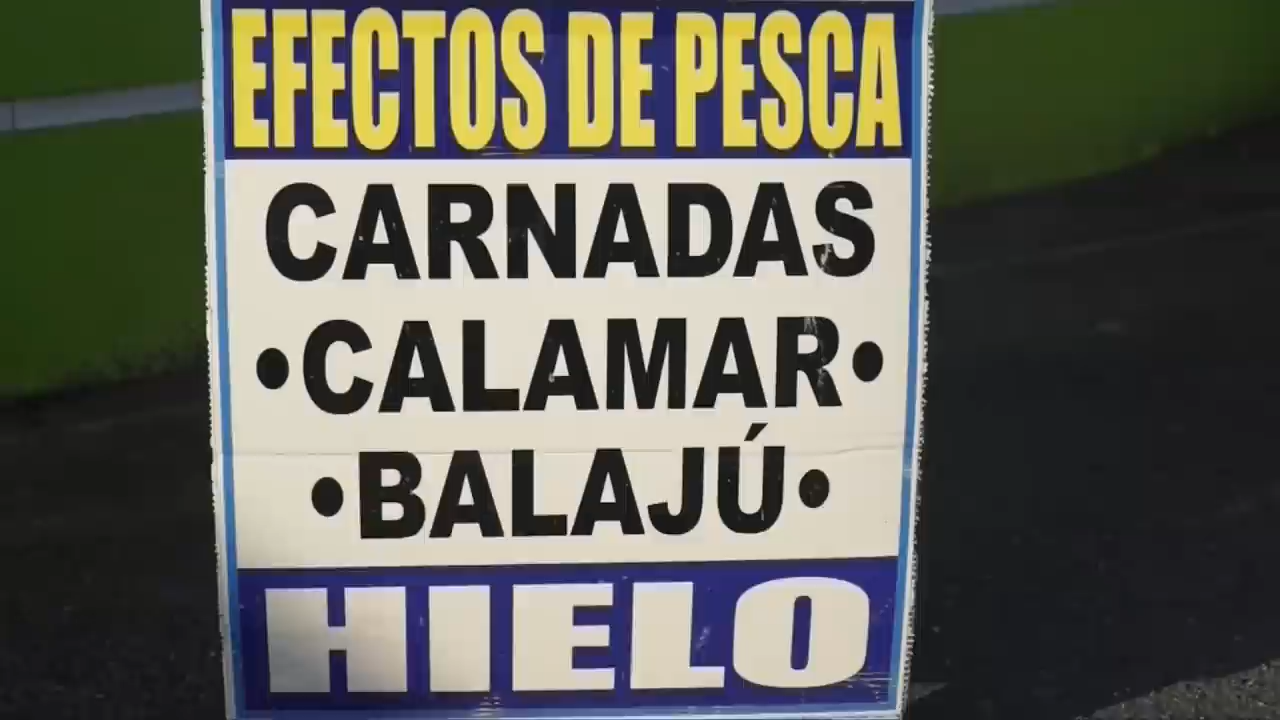 EFECTOS DE PESCA
CARNADAS
•CALAMAR•
•BALAJÚ•
HIELO